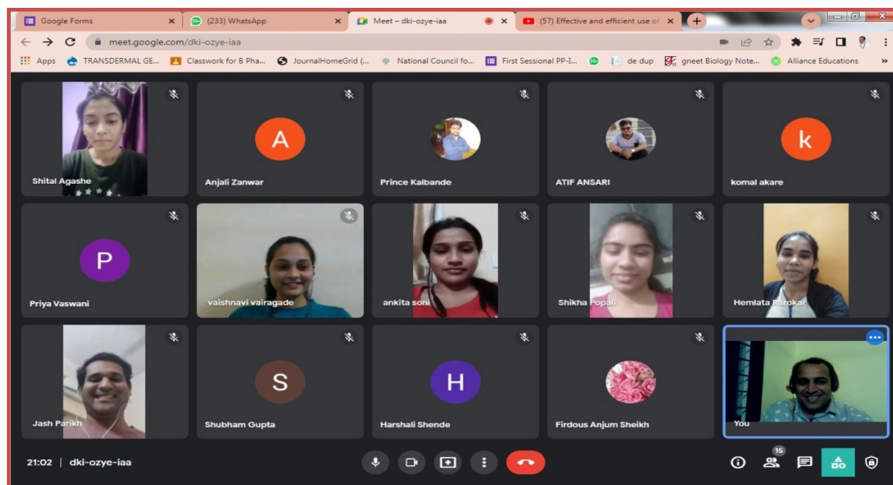 Google Forms
(233) WhatsApp
Meet – dki-ozye-iaa
(57) Effective and efficient use of
meet.google.com/dki-ozye-iaa
Apps TRANSDERMAL GE... Classwork for B Pha... JournalHomeGrid (... National Council fo... First Sessional PP-I... de dup gneet Biology Note... Alliance Educations »
Shital Agashe
A
Anjali Zanwar
Prince Kalbande
ATIF ANSARI
k
komal akare
P
Priya Vaswani
vaishnavi vairagade
ankita soni
Shikha Popali
Hemlata Rarokar
Jash Parikh
S
Shubham Gupta
H
Harshali Shende
Firdous Anjum Sheikh
You
21:02 | dki-ozye-iaa
15